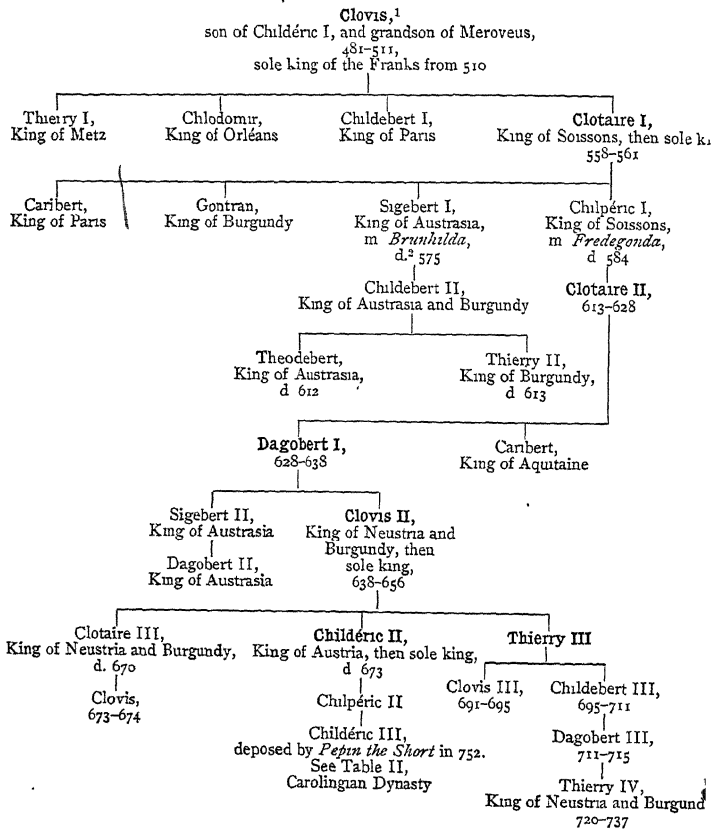 Clovis,1
son of Childéric I, and grandson of Meroveus,
481–511,
sole king of the Franks from 510
Thierry I,
King of Metz
Chlodomir,
King of Orléans
Childebert I,
King of Paris
Clotaire I,
King of Soissons, then sole ki
558–561
Caribert,
King of Paris
Gontran,
King of Burgundy
Sigebert I,
King of Austrasia,
m Brunhilda,
d.2 575
Chilpéric I,
King of Soissons,
m Fredegonda,
d 584
Childebert II,
King of Austrasia and Burgundy
Clotaire II,
613–628
Theodebert,
King of Austrasia,
d 612
Thierry II,
King of Burgundy,
d 613
Dagobert I,
628–638
Caribert,
King of Aquitaine
Sigebert II,
King of Austrasia
Dagobert II,
King of Austrasia
Clovis II,
King of Neustria and
Burgundy, then
sole king,
638–656
Clotaire III,
King of Neustria and Burgundy,
d. 670
Clovis,
673–674
Childéric II,
King of Austria, then sole king,
d 673
Chilpéric II
Childéric III,
deposed by Pepin the Short in 752.
See Table II,
Carolingian Dynasty
Thierry III
Clovis III,
691–695
Childebert III,
695–711
Dagobert III,
711–715
Thierry IV,
King of Neustria and Burgund
720–737